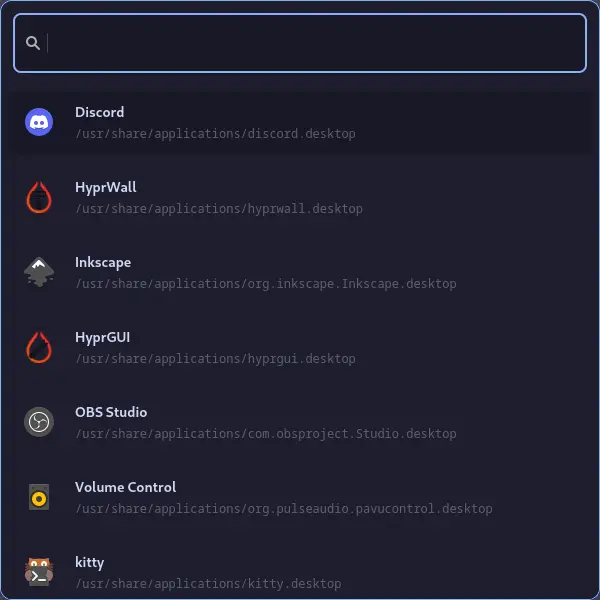 Discord
/usr/share/applications/discord.desktop
HyprWall
/usr/share/applications/hyprwall.desktop
Inkscape
/usr/share/applications/org.inkscape.Inkscape.desktop
HyprGUI
/usr/share/applications/hyprgui.desktop
OBS Studio
/usr/share/applications/com.obsproject.Studio.desktop
Volume Control
/usr/share/applications/org.pulseaudio.pavucontrol.desktop
kitty
/usr/share/applications/kitty.desktop